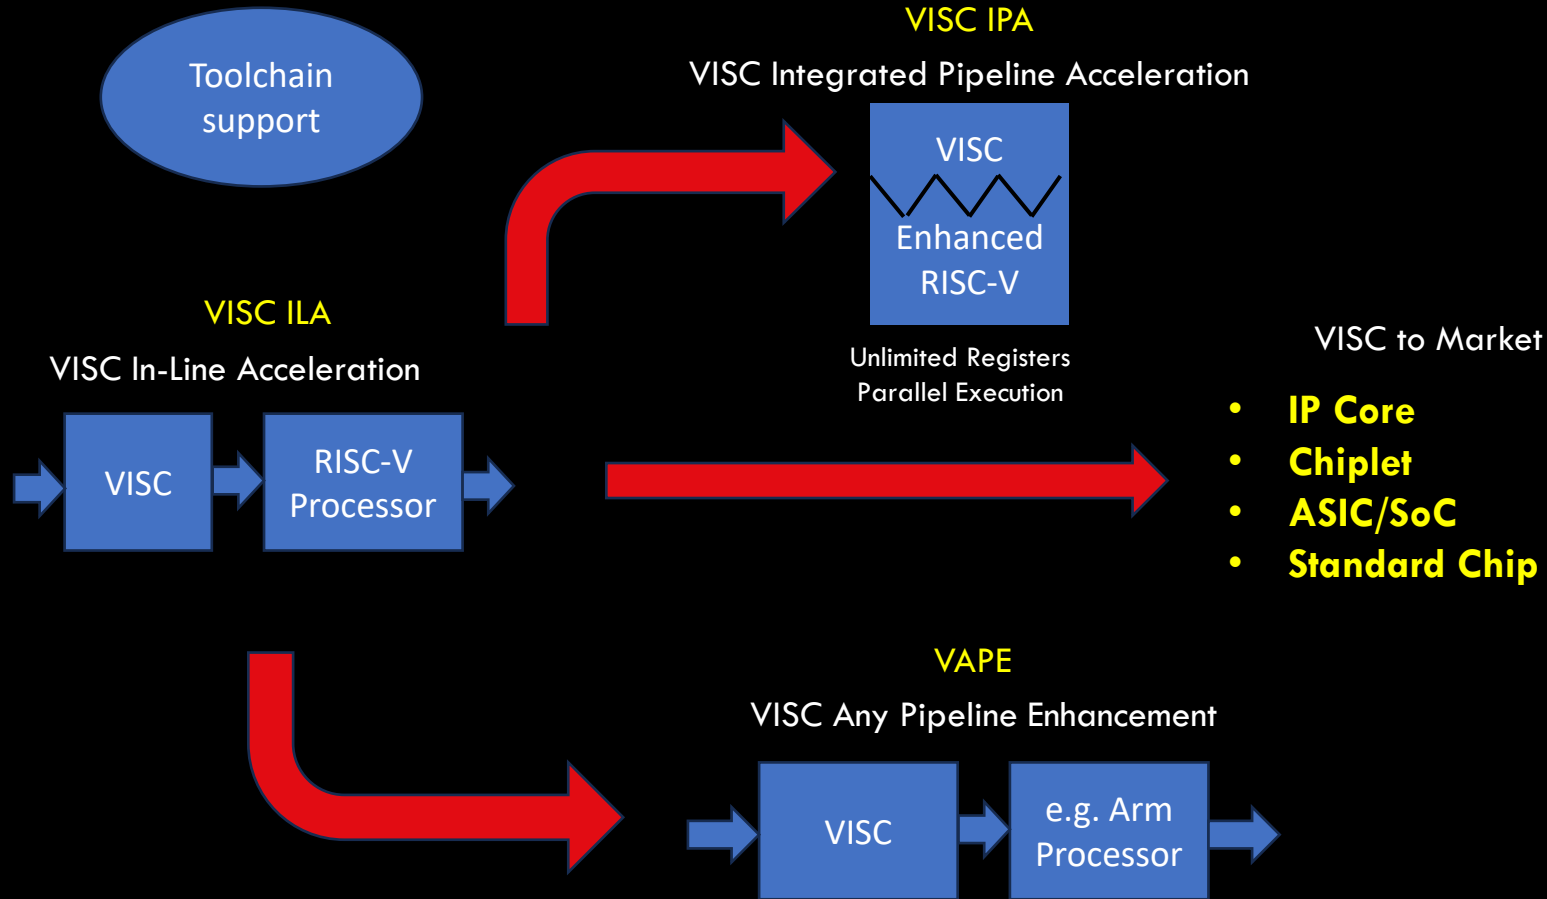 Toolchain
support
VISC IPA
VISC Integrated Pipeline Acceleration
VISC
Enhanced
RISC-V
Unlimited Registers
Parallel Execution
VISC ILA
VISC In-Line Acceleration
VISC
RISC-V
Processor
VISC to Market
• IP Core
• Chiplet
• ASIC/SoC
• Standard Chip
VAPE
VISC Any Pipeline Enhancement
VISC
e.g. Arm
Processor